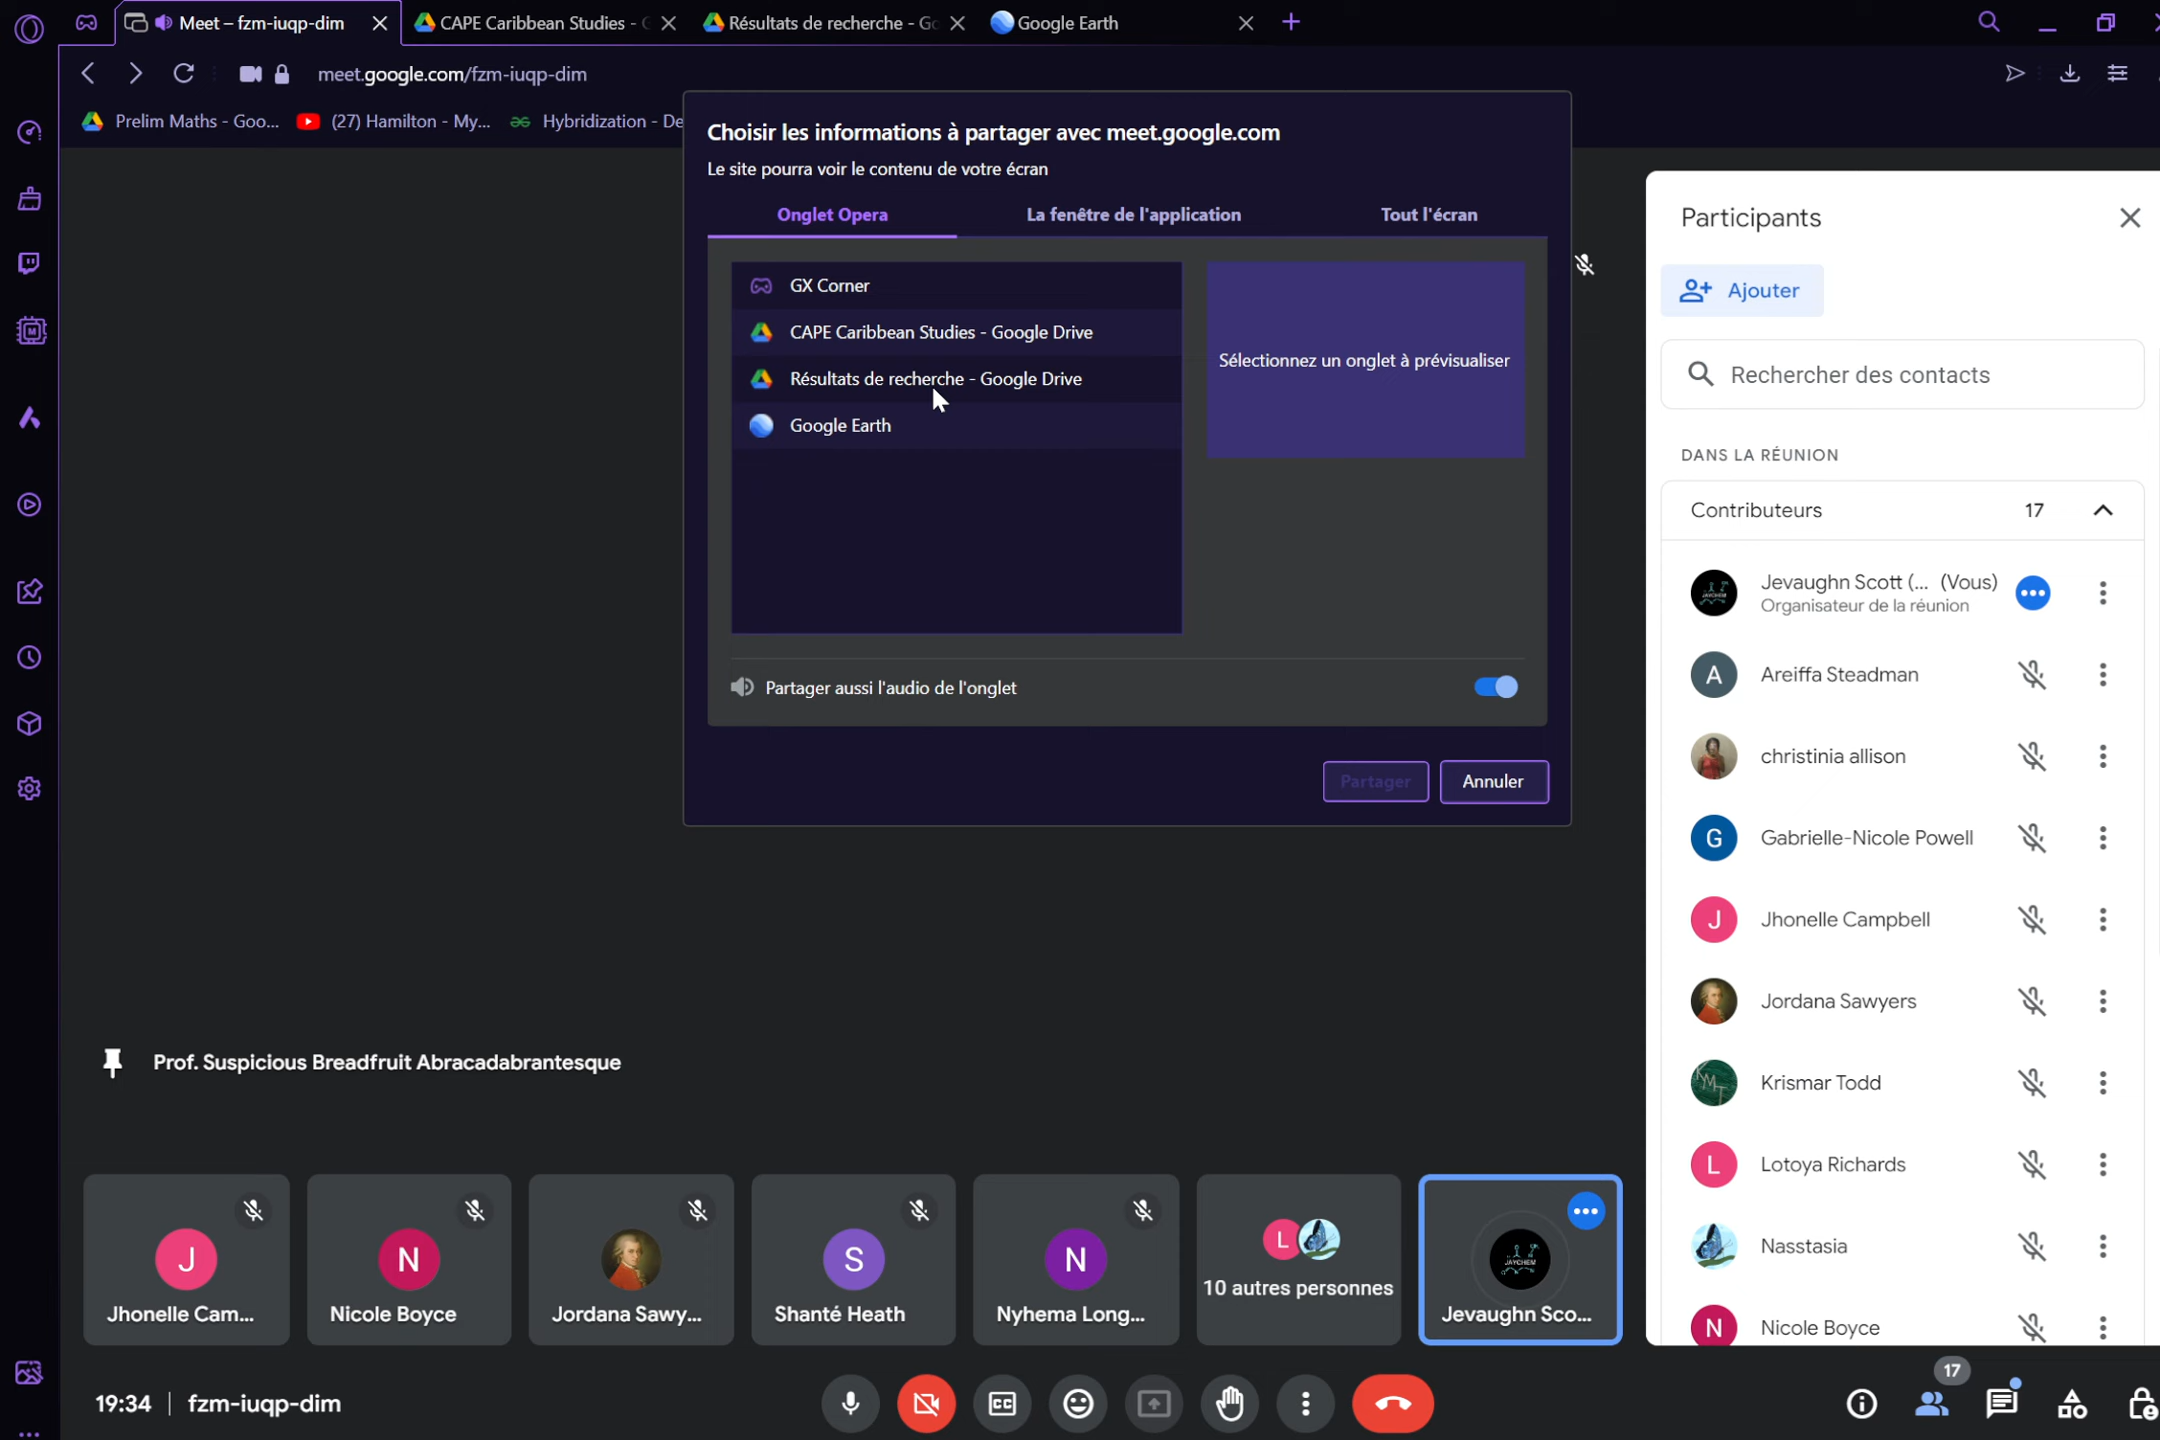 Meet – fzm-iuqp-dim
CAPE Caribbean Studies - G
Résultats de recherche - Go
Google Earth
meet.google.com/fzm-iuqp-dim
Prelim Maths - Goo...
(27) Hamilton - My...
Hybridization - De
Choisir les informations à partager avec meet.google.com
Le site pourra voir le contenu de votre écran
Onglet Opera
La fenêtre de l'application
Tout l'écran
GX Corner
CAPE Caribbean Studies - Google Drive
Résultats de recherche - Google Drive
Google Earth
Sélectionnez un onglet à prévisualiser
Partager aussi l'audio de l'onglet
Partager
Annuler
Participants
Ajouter
Rechercher des contacts
DANS LA RÉUNION
Contributeurs 17
Jevaughn Scott (... (Vous)
Organisateur de la réunion
A Areiffa Steadman
christinia allison
G Gabrielle-Nicole Powell
J Jhonelle Campbell
Jordana Sawyers
KMT Krismar Todd
L Lotoya Richards
Nasstasia
N Nicole Boyce
Prof. Suspicious Breadfruit Abracadabrantesque
J
Jhonelle Cam...
N
Nicole Boyce
Jordana Sawy...
S
Shanté Heath
N
Nyhema Long...
L
10 autres personnes
JAYCHEM
Jevaughn Sco...
19:34 | fzm-iuqp-dim
CC
17